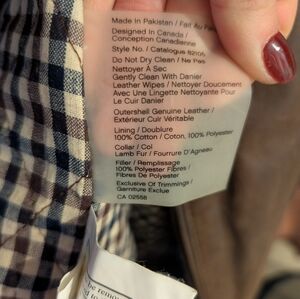 Made In Pakistan / Fait Au Pa
Designed In Canada /
Conception Canadienne
Style No. / Catalogue 82105
Do Not Dry Clean / Ne Pas
Nettoyer À Sec
Gently Clean With Danier
Leather Wipes / Nettoyer Doucement
Avec Une Lingette Nettoyante Pour
Le Cuir Danier
Outershell Genuine Leather /
Extérieur Cuir Véritable
Lining / Doublure
100% Cotton / Coton, 100% Polyester
Collar / Col
Lamb Fur / Fourrure D'Agneau
Filler / Remplissage
100% Polyester Fibres /
Fibres De Polyester
Exclusive Of Trimmings /
Garniture Exclue
CA 02558
be remov